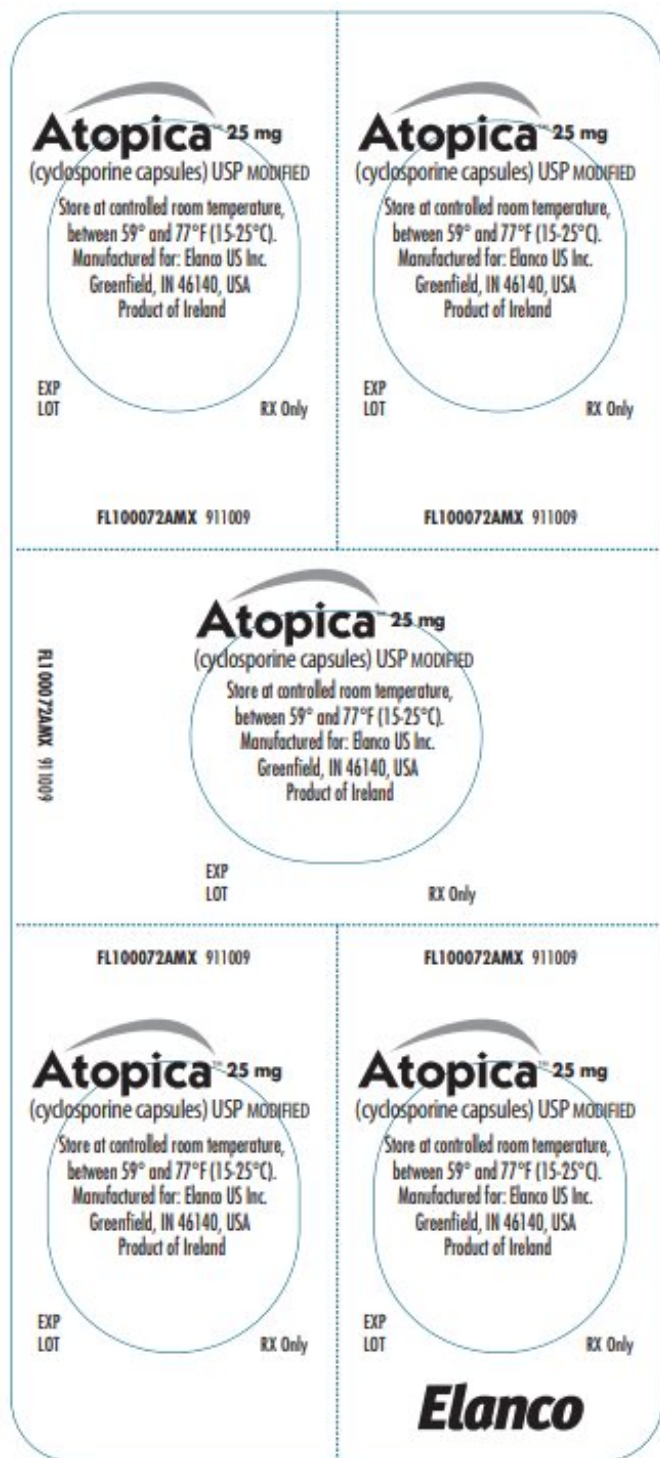 Atopica™ 25 mg
(cyclosporine capsules) USP MODIFIED
Store at controlled room temperature,
between 59° and 77°F (15-25°C).
Manufactured for: Elanco US Inc.
Greenfield, IN 46140, USA
Product of Ireland
EXP
LOT
RX Only
FL100072AMX 911009
Atopica™ 25 mg
(cyclosporine capsules) USP MODIFIED
Store at controlled room temperature,
between 59° and 77°F (15-25°C).
Manufactured for: Elanco US Inc.
Greenfield, IN 46140, USA
Product of Ireland
EXP
LOT
RX Only
FL100072AMX 911009
FL100072AMX 911009
Atopica™ 25 mg
(cyclosporine capsules) USP MODIFIED
Store at controlled room temperature,
between 59° and 77°F (15-25°C).
Manufactured for: Elanco US Inc.
Greenfield, IN 46140, USA
Product of Ireland
EXP
LOT
RX Only
FL100072AMX 911009
Atopica™ 25 mg
(cyclosporine capsules) USP MODIFIED
Store at controlled room temperature,
between 59° and 77°F (15-25°C).
Manufactured for: Elanco US Inc.
Greenfield, IN 46140, USA
Product of Ireland
EXP
LOT
RX Only
FL100072AMX 911009
Atopica™ 25 mg
(cyclosporine capsules) USP MODIFIED
Store at controlled room temperature,
between 59° and 77°F (15-25°C).
Manufactured for: Elanco US Inc.
Greenfield, IN 46140, USA
Product of Ireland
EXP
LOT
RX Only
Elanco